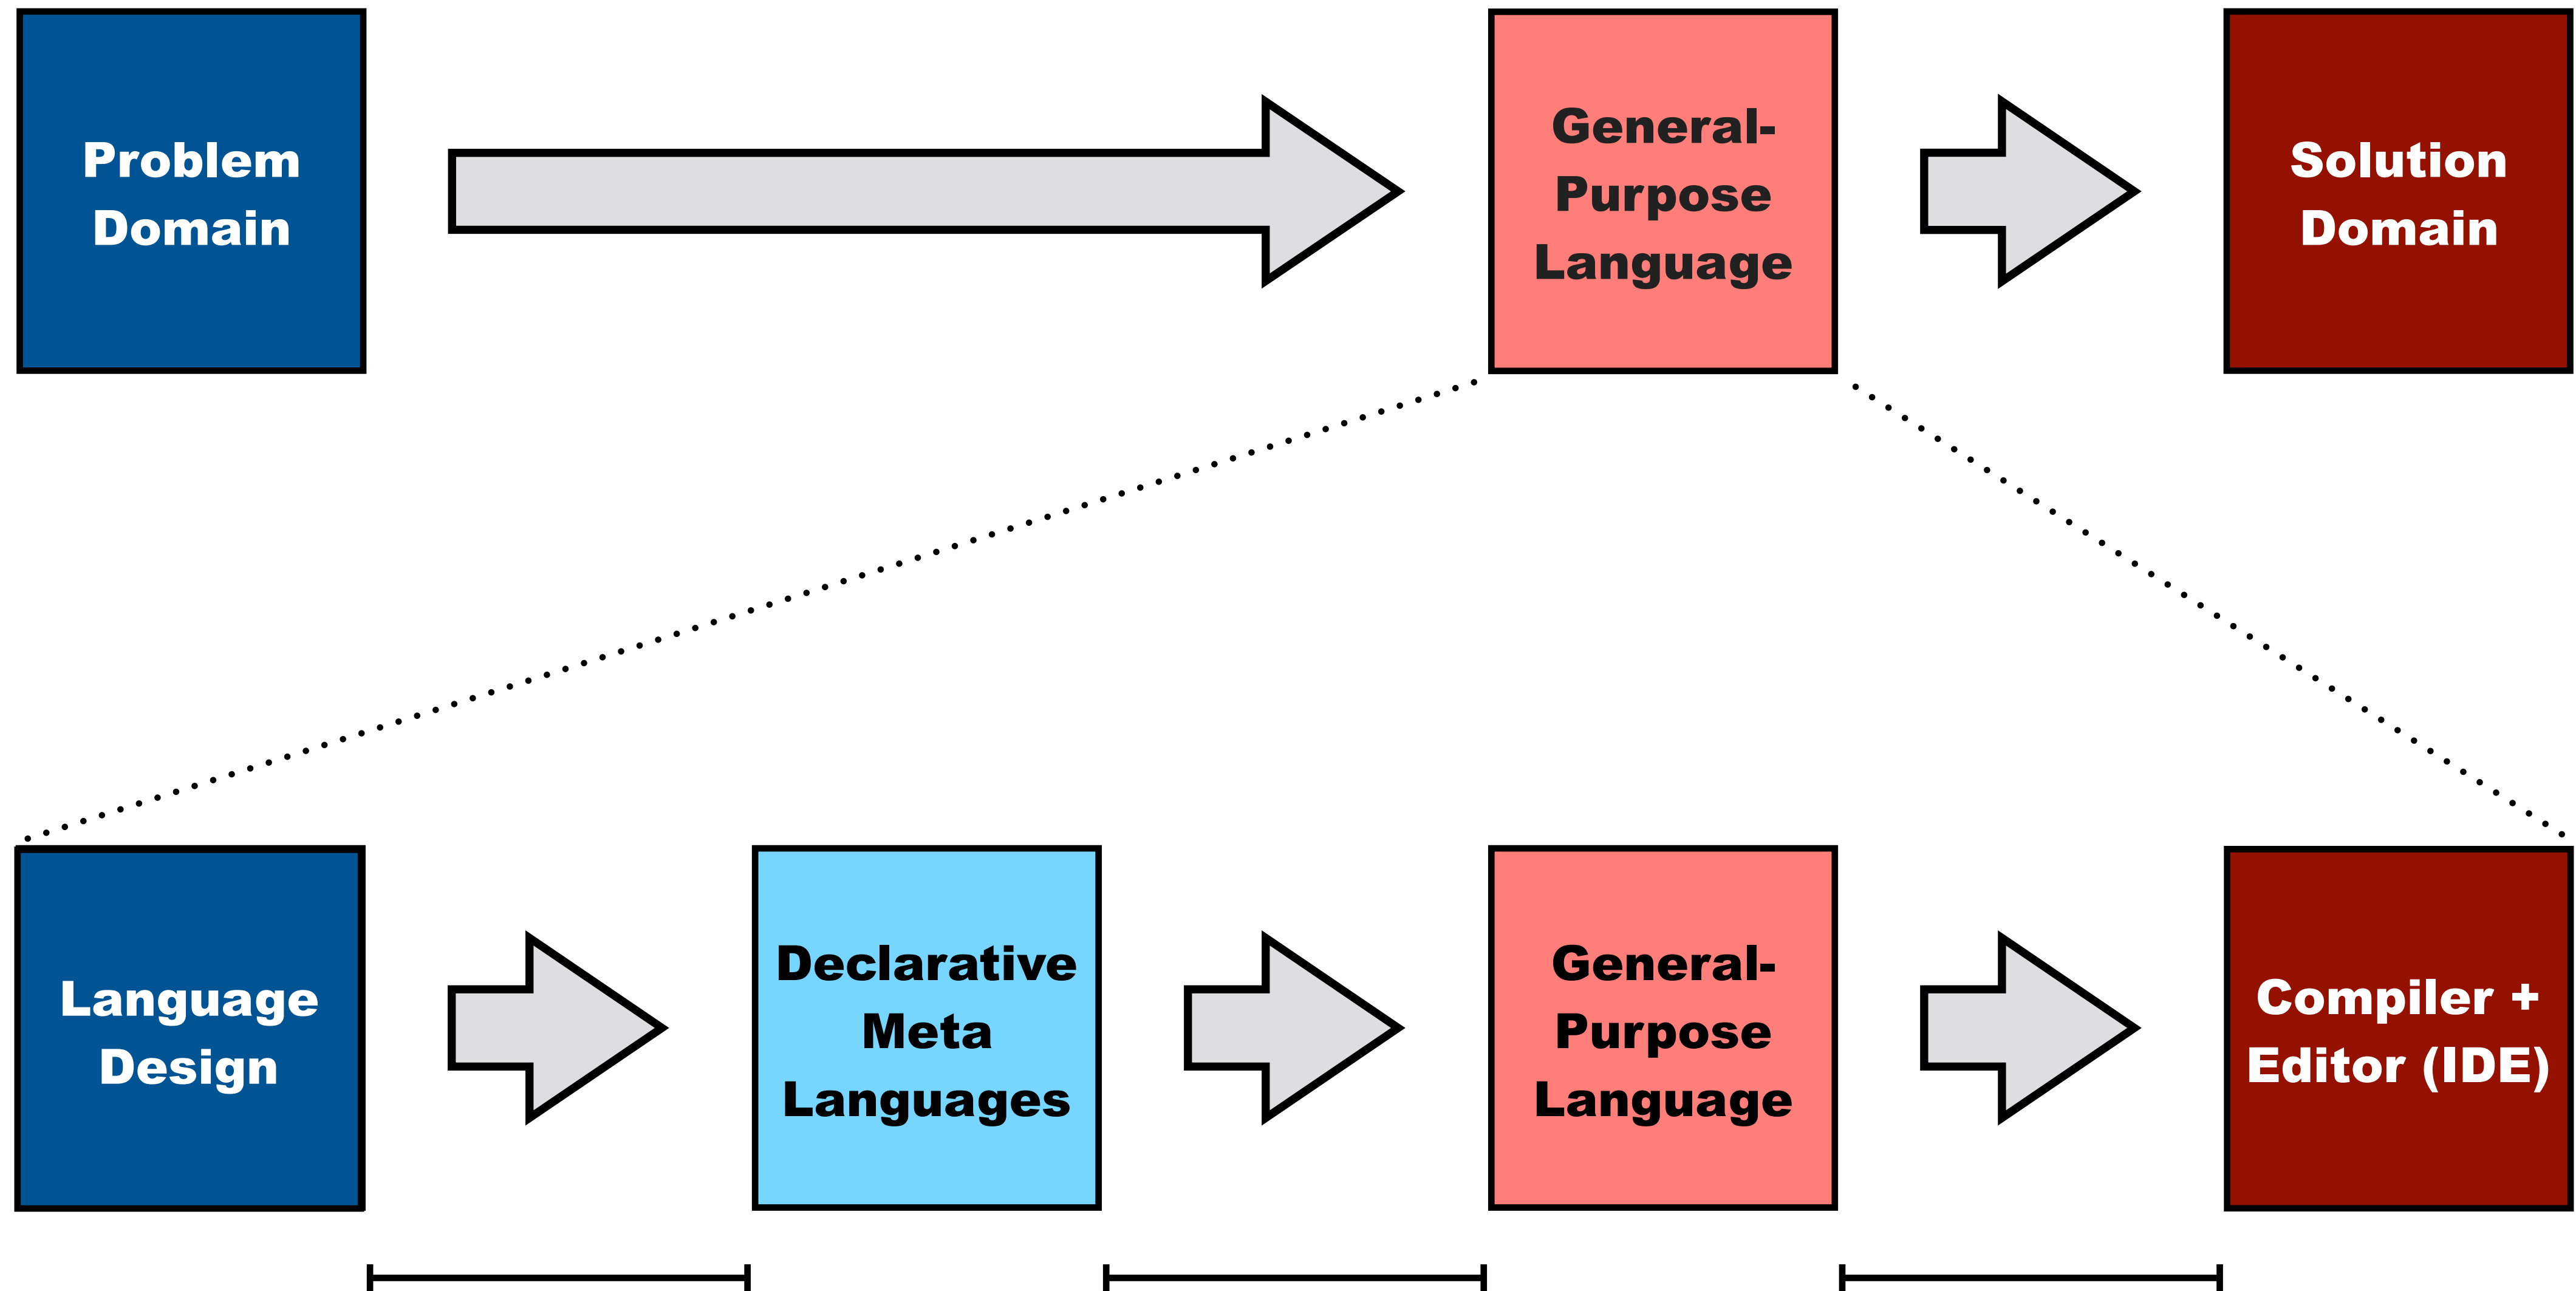 Problem
Domain
General-
Purpose
Language
Solution
Domain
Language
Design
Declarative
Meta
Languages
General-
Purpose
Language
Compiler +
Editor (IDE)